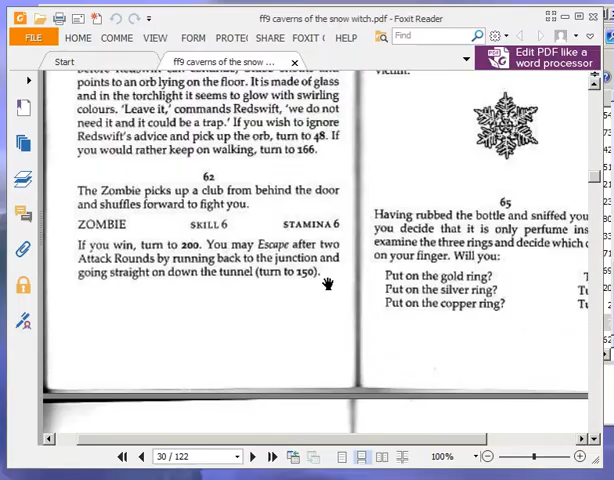 ff9 caverns of the snow witch.pdf - Foxit Reader
FILE HOME COMME VIEW FORM PROTE SHARE FOXIT C HELP
Find
Start
ff9 caverns of the snow ...
Edit PDF like a
word processor
points to an orb lying on the floor. It is made of glass
and in the torchlight it seems to glow with swirling
colours. 'Leave it,' commands Redswift, 'we do not
need it and it could be a trap.' If you wish to ignore
Redswift's advice and pick up the orb, turn to 48. If
you would rather keep on walking, turn to 166.
62
The Zombie picks up a club from behind the door
and shuffles forward to fight you.
ZOMBIE SKILL 6 STAMINA 6
If you win, turn to 200. You may Escape after two
Attack Rounds by running back to the junction and
going straight on down the tunnel (turn to 150).
victim.
65
Having rubbed the bottle and sniffed you
you decide that it is only perfume ins
examine the three rings and decide which
on your finger. Will you:
Put on the gold ring? T
Put on the silver ring? Tu
Put on the copper ring? Tu
30 / 122
100%